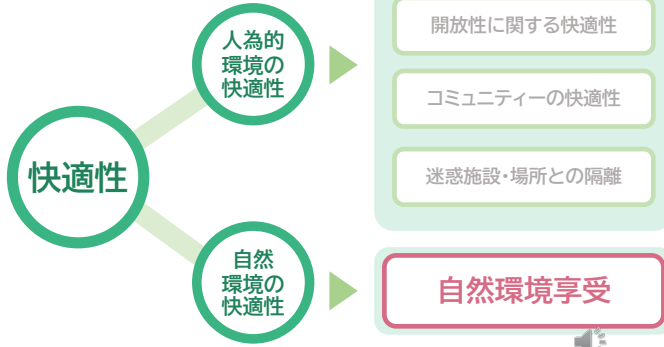 快適性
人為的
環境の
快適性
開放性に関する快適性
コミュニティーの快適性
迷惑施設・場所との隔離
自然
環境の
快適性
自然環境享受